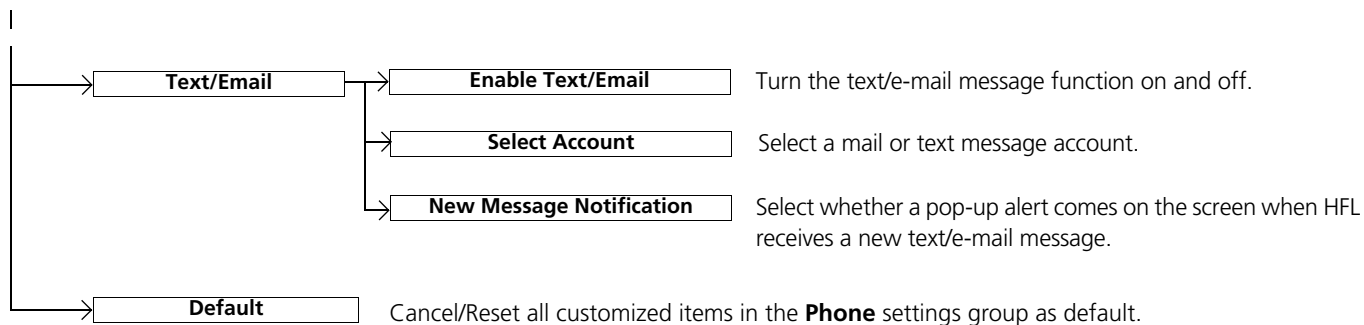 Text/Email
Enable Text/Email
Turn the text/e-mail message function on and off.
Select Account
Select a mail or text message account.
New Message Notification
Select whether a pop-up alert comes on the screen when HFL
receives a new text/e-mail message.
Default
Cancel/Reset all customized items in the Phone settings group as default.